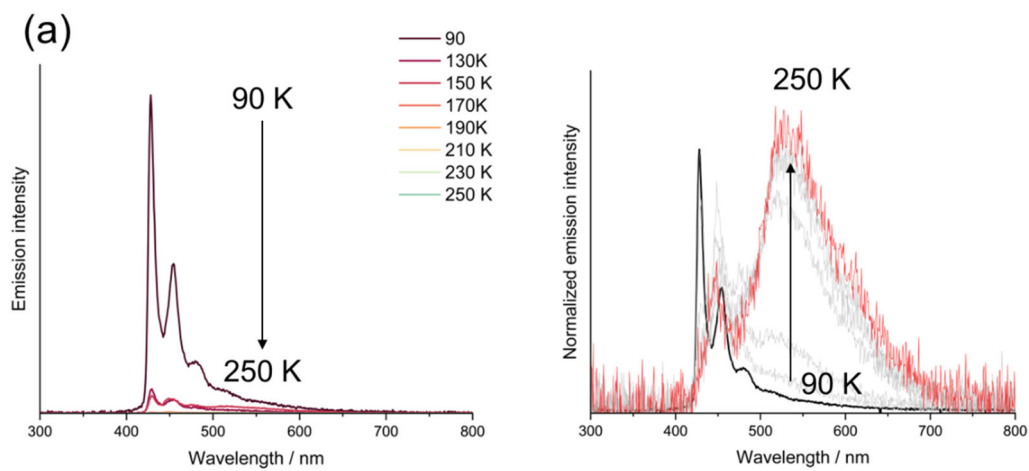 (a)
90
130K
150 K
170K
190K
210 K
230 K
250 K
90 K
250 K
Emission intensity
300 400 500 600 700 800
Wavelength / nm
250 K
90 K
Normalized emission intensity
300 400 500 600 700 800
Wavelength / nm